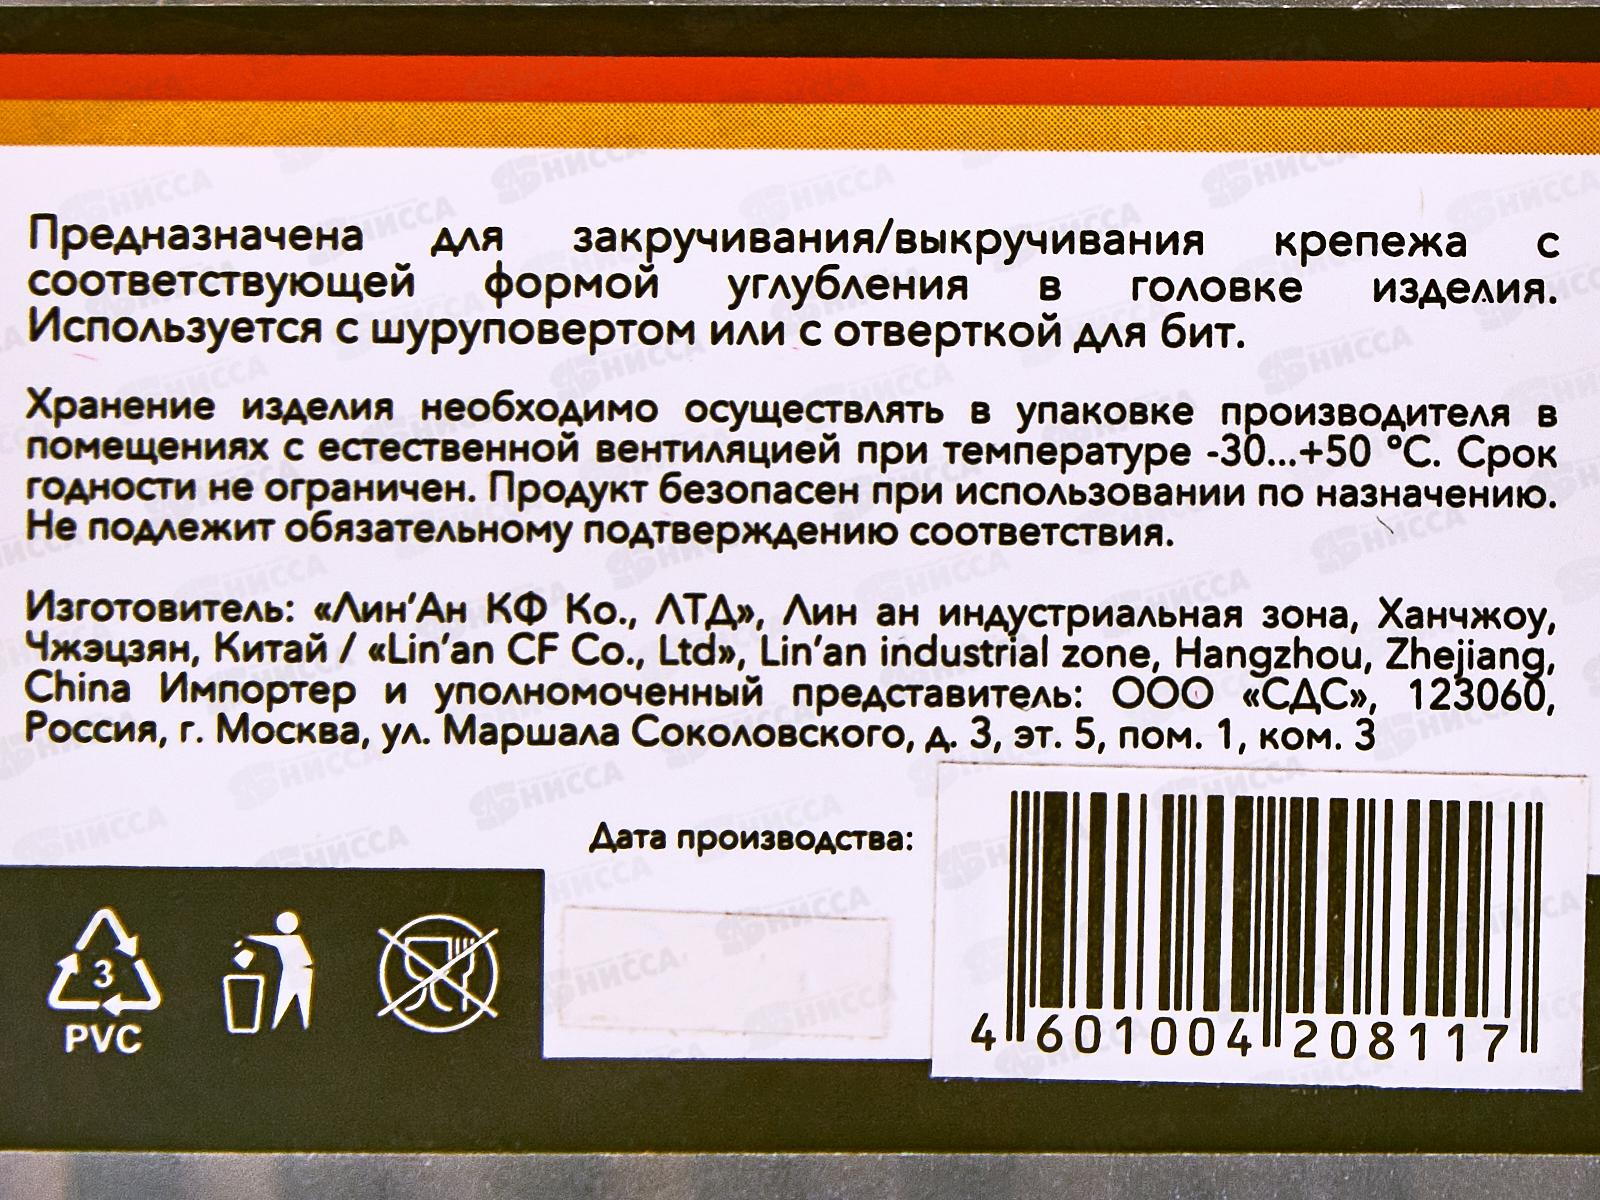 Предназначена для закручивания/выкручивания крепежа с
соответствующей формой углубления в головке изделия.
Используется с шуруповертом или с отверткой для бит.
Хранение изделия необходимо осуществлять в упаковке производителя в
помещениях с естественной вентиляцией при температуре -30...+50 °C. Срок
годности не ограничен. Продукт безопасен при использовании по назначению.
Не подлежит обязательному подтверждению соответствия.
Изготовитель: «Лин’Ан КФ Ко., ЛТД», Лин ан индустриальная зона, Ханчжоу,
Чжэцзян, Китай / «Lin’an CF Co., Ltd», Lin’an industrial zone, Hangzhou, Zhejiang,
China Импортер и уполномоченный представитель: ООО «СДС», 123060,
Россия, г. Москва, ул. Маршала Соколовского, д. 3, эт. 5, пом. 1, ком. 3
Дата производства:
3
PVC
4 601004 208117
НИССА